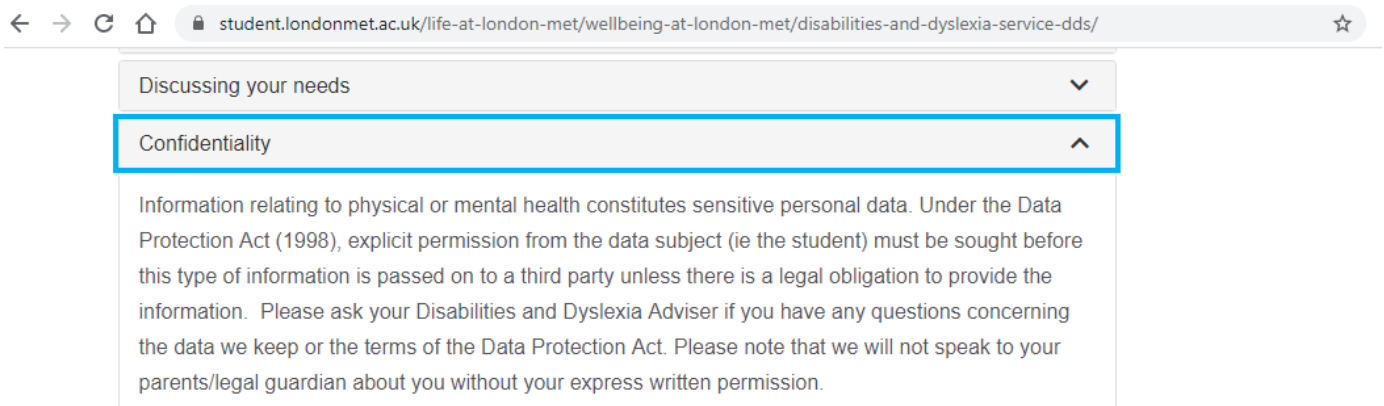 student.londonmet.ac.uk/life-at-london-met/wellbeing-at-london-met/disabilities-and-dyslexia-service-dds/
Discussing your needs
Confidentiality
Information relating to physical or mental health constitutes sensitive personal data. Under the Data
Protection Act (1998), explicit permission from the data subject (ie the student) must be sought before
this type of information is passed on to a third party unless there is a legal obligation to provide the
information.  Please ask your Disabilities and Dyslexia Adviser if you have any questions concerning
the data we keep or the terms of the Data Protection Act. Please note that we will not speak to your
parents/legal guardian about you without your express written permission.